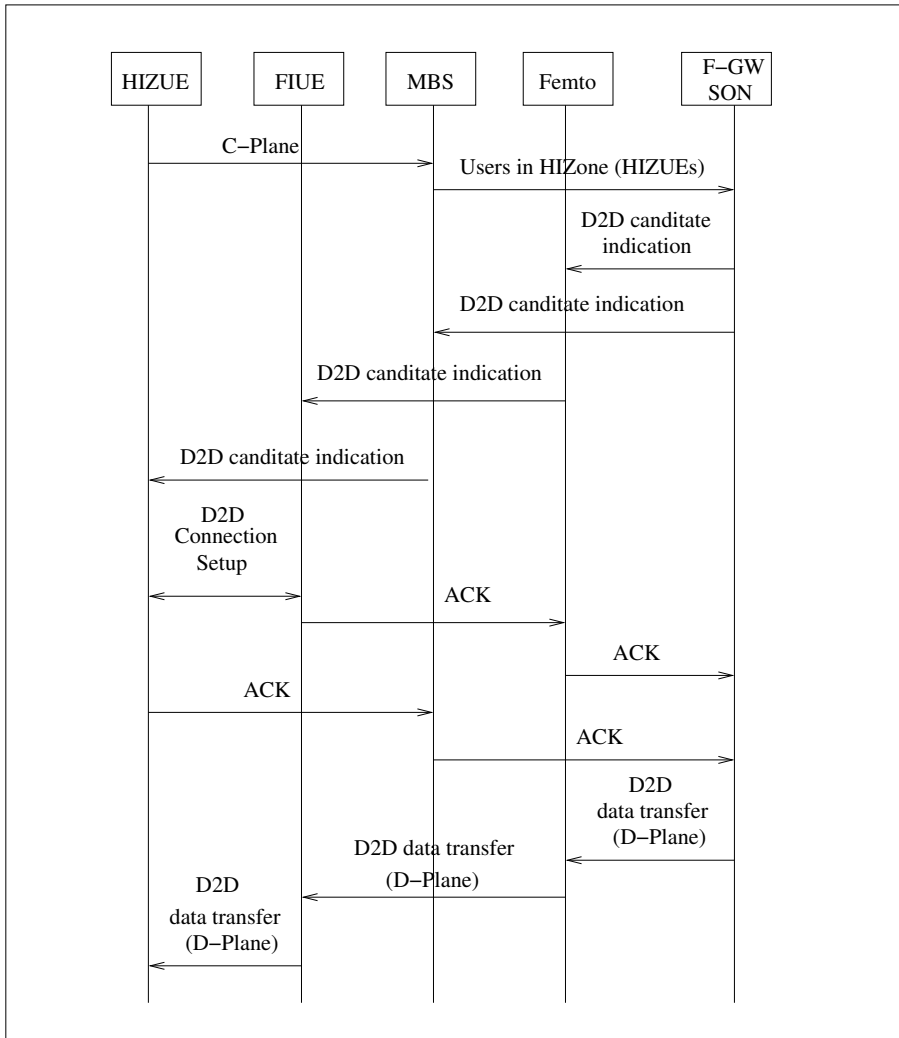 HIZUE
FIUE
MBS
Femto
F−GW
SON
C−Plane
Users in HIZone (HIZUEs)
D2D canditate
indication
D2D canditate indication
D2D canditate indication
D2D canditate indication
D2D
Connection
Setup
ACK
ACK
ACK
ACK
D2D
data transfer
(D−Plane)
D2D data transfer
(D−Plane)
D2D
data transfer
(D−Plane)